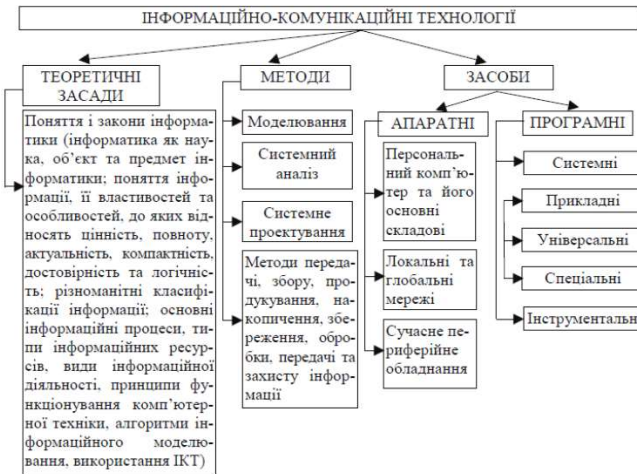 ІНФОРМАЦІЙНО-КОМУНІКАЦІЙНІ ТЕХНОЛОГІЇ
ТЕОРЕТИЧНІ
ЗАСАДИ
Поняття і закони інформа-
тики (інформатика як нау-
ка, об’єкт та предмет ін-
форматики; поняття інфор-
мації, її властивостей та
особливостей, до яких від-
носять цінність, повноту,
актуальність, компактність,
достовірність та логічність;
різноманітні класифі-
кації інформації; основні
інформаційні процеси, ти-
пи інформаційних ресур-
сів, види інформаційної
діяльності, принципи фу-
нкціонування комп’ютер-
ної техніки, алгоритми ін-
формаційного моделю-
вання, використання ІКТ)
МЕТОДИ
Моделювання
Системний
аналіз
Системне
проектування
Методи переда-
чі, збору, про-
дукування, на-
копичення, збе-
реження, обро-
бки, передачі та
захисту інфор-
мації
ЗАСОБИ
АПАРАТНІ
Персональ-
ний комп’ю-
тер та його
основні
складові
Локальні та
глобальні
мережі
Сучасне пе-
риферійне
обладнання
ПРОГРАМНІ
Системні
Прикладні
Універсальні
Спеціальні
Інструментальн